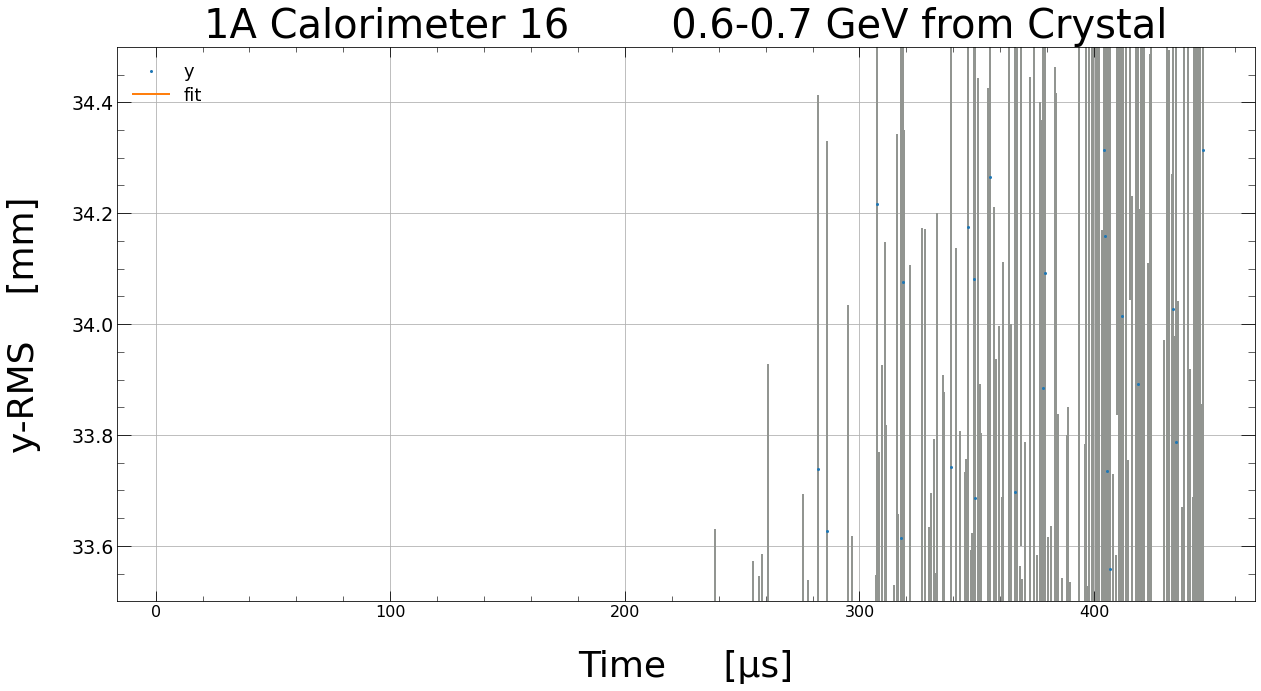 1A Calorimeter 16 0.6-0.7 GeV from Crystal
y
fit
34.4
34.2
34.0
33.8
33.6
y-RMS [mm]
0 100 200 300 400
Time [µs]